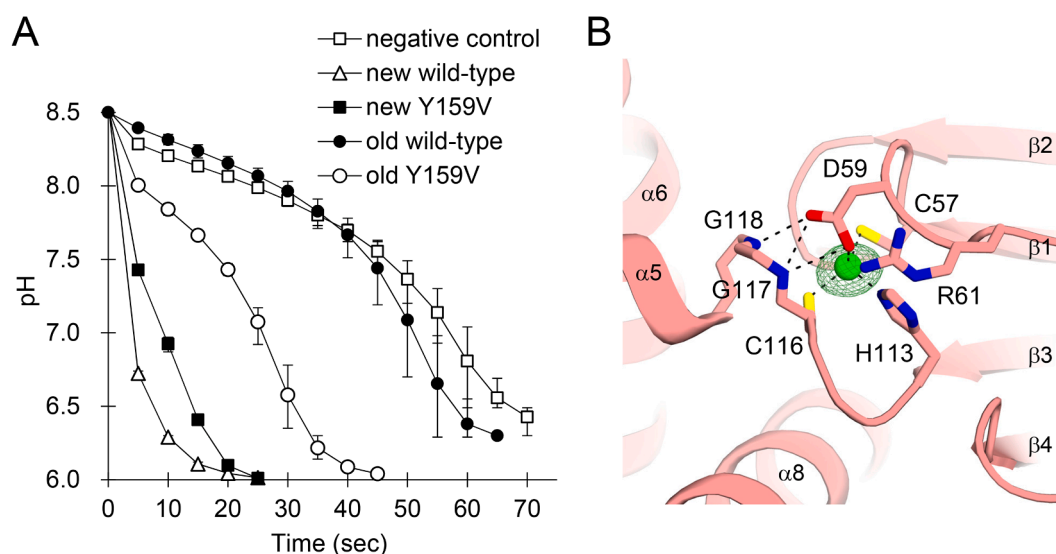 A
negative control
new wild-type
new Y159V
old wild-type
old Y159V
8.5
8.0
7.5
7.0
6.5
6.0
pH
0 10 20 30 40 50 60 70
Time (sec)
B
β2
D59
C57
α6
G118
β1
α5
G117
R61
C116
H113
β3
β4
α8